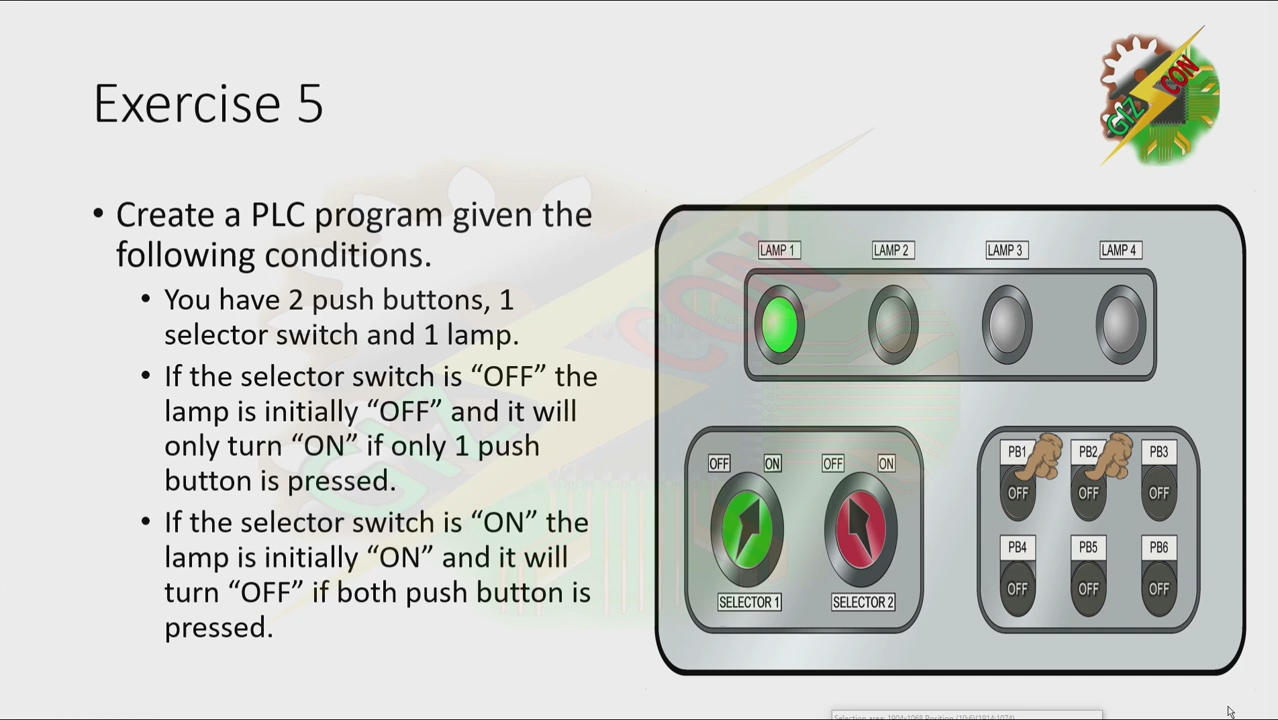 GIZ
CON
Exercise 5
• Create a PLC program given the
following conditions.
• You have 2 push buttons, 1
selector switch and 1 lamp.
• If the selector switch is “OFF” the
lamp is initially “OFF” and it will
only turn “ON” if only 1 push
button is pressed.
• If the selector switch is “ON” the
lamp is initially “ON” and it will
turn “OFF” if both push button is
pressed.
GIZ
CON
LAMP 1 LAMP 2 LAMP 3 LAMP 4
OFF ON OFF ON
SELECTOR 1 SELECTOR 2
PB1 PB2 PB3
OFF OFF OFF
PB4 PB5 PB6
OFF OFF OFF